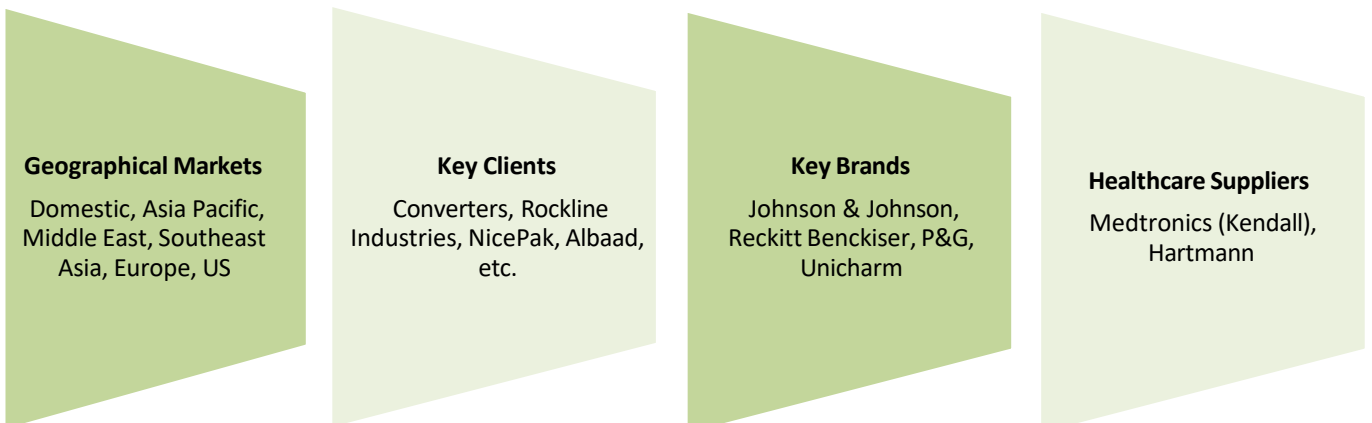 Geographical Markets
Domestic, Asia Pacific,
Middle East, Southeast
Asia, Europe, US
Key Clients
Converters, Rockline
Industries, NicePak, Albaad,
etc.
Key Brands
Johnson & Johnson,
Reckitt Benckiser, P&G,
Unicharm
Healthcare Suppliers
Medtronics (Kendall),
Hartmann